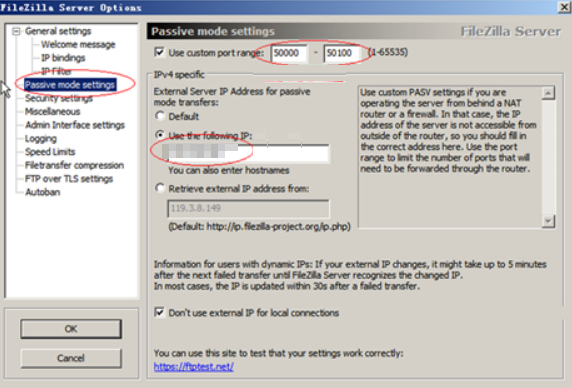 FileZilla Server Options
General settings
Welcome message
IP bindings
IP Filter
Passive mode settings
Security settings
Miscellaneous
Admin Interface settings
Logging
Speed Limits
Filetransfer compression
FTP over TLS settings
Autoban
OK
Cancel
Passive mode settings
FileZilla Server
Use custom port range: 50000 - 50100 (1-65535)
IPv4 specific
External Server IP Address for passive
mode transfers:
Default
Use the following IP:
You can also enter hostnames
Retrieve external IP address from:
119.3.8.149
(Default: http://ip.filezilla-project.org/ip.php)
Use custom PASV settings if you are
operating the server from behind a NAT
router or a firewall. In that case, the IP
address of the server is not accessible from
outside of the router, so you should fill in
the correct address here. Use the port
range to limit the number of ports that will
need to be forwarded through the router.
Information for users with dynamic IPs: If your external IP changes, it might take up to 5 minutes
after the next failed transfer until FileZilla Server recognizes the changed IP.
In most cases, the IP is updated within 30s after a failed transfer.
Don't use external IP for local connections
You can use this site to test that your settings work correctly:
https://ftptest.net/